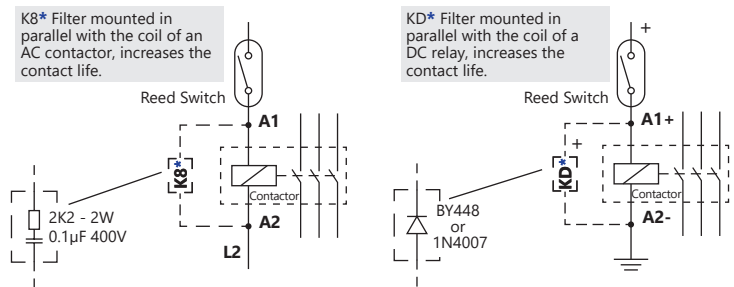 K8* Filter mounted in
parallel with the coil of an
AC contactor, increases the
contact life.
Reed Switch
A1
K8*
Contactor
2K2 - 2W
0.1µF 400V
A2
L2
KD* Filter mounted in
parallel with the coil of a
DC relay, increases the
contact life.
+
Reed Switch
A1+
+
KD*
Contactor
BY448
or
1N4007
A2-